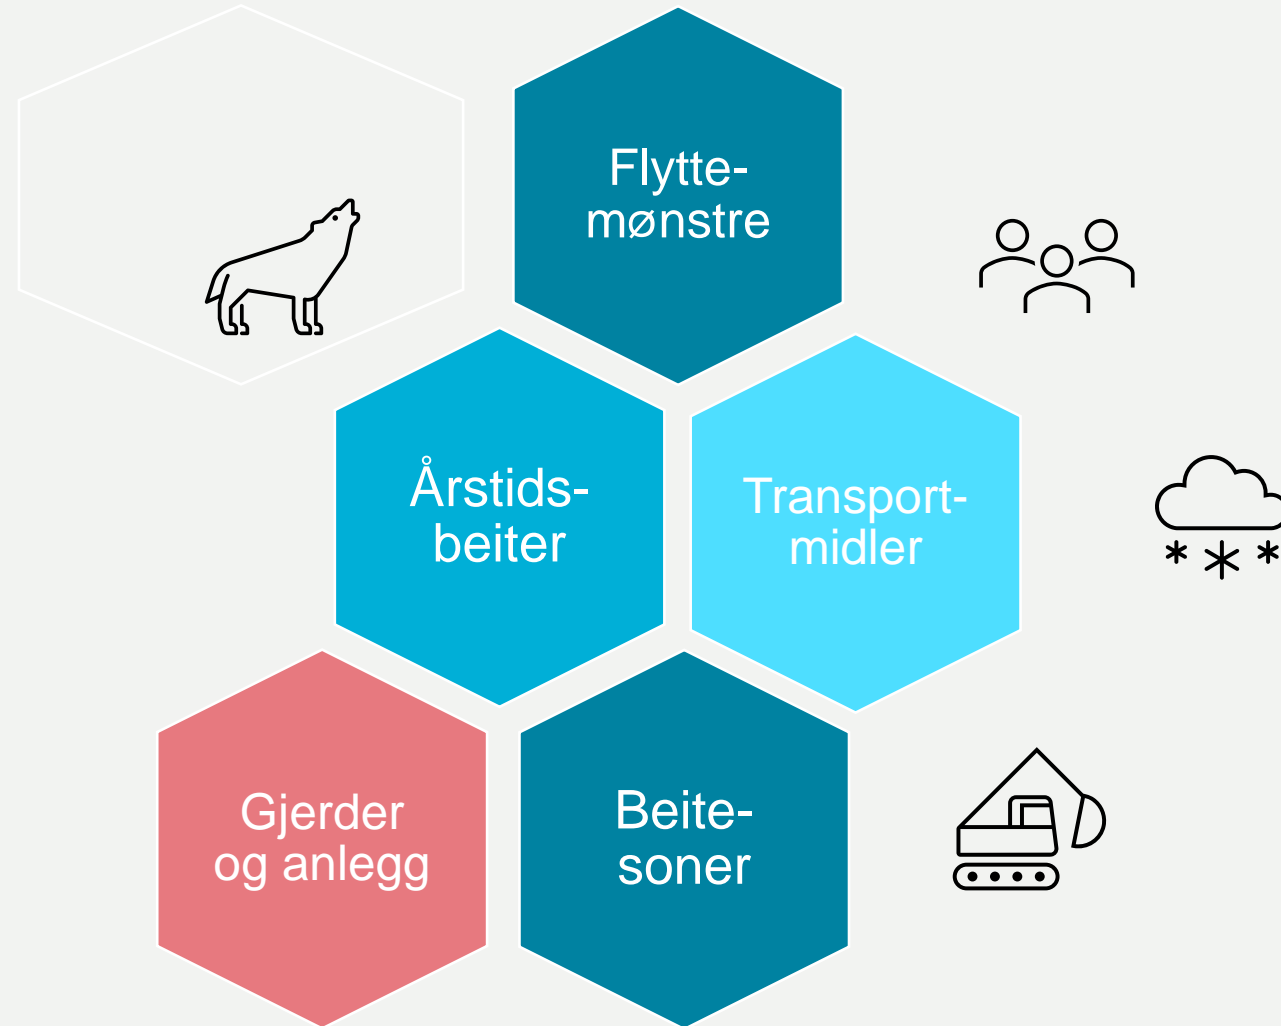 Flytte-
mønstre
Årstids-
beiter
Transport-
midler
Gjerder
og anlegg
Beite-
soner